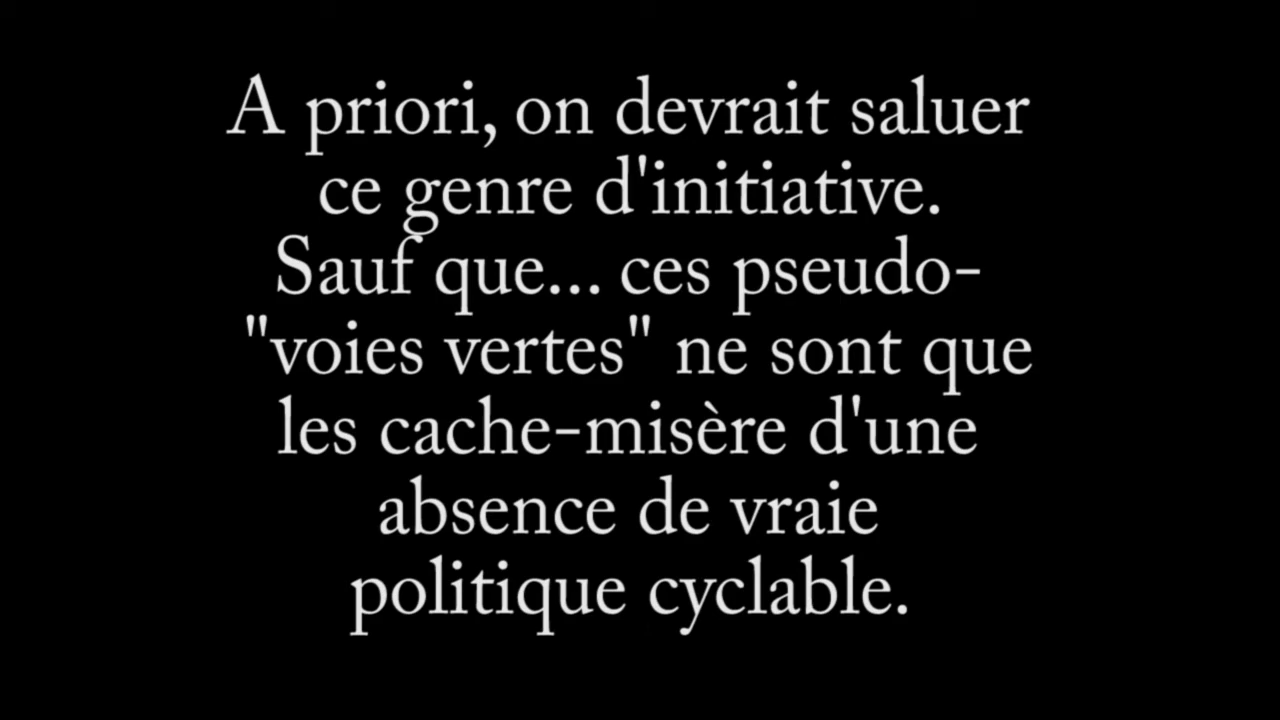 A priori, on devrait saluer
ce genre d'initiative.
Sauf que... ces pseudo-
"voies vertes" ne sont que
les cache-misère d'une
absence de vraie
politique cyclable.